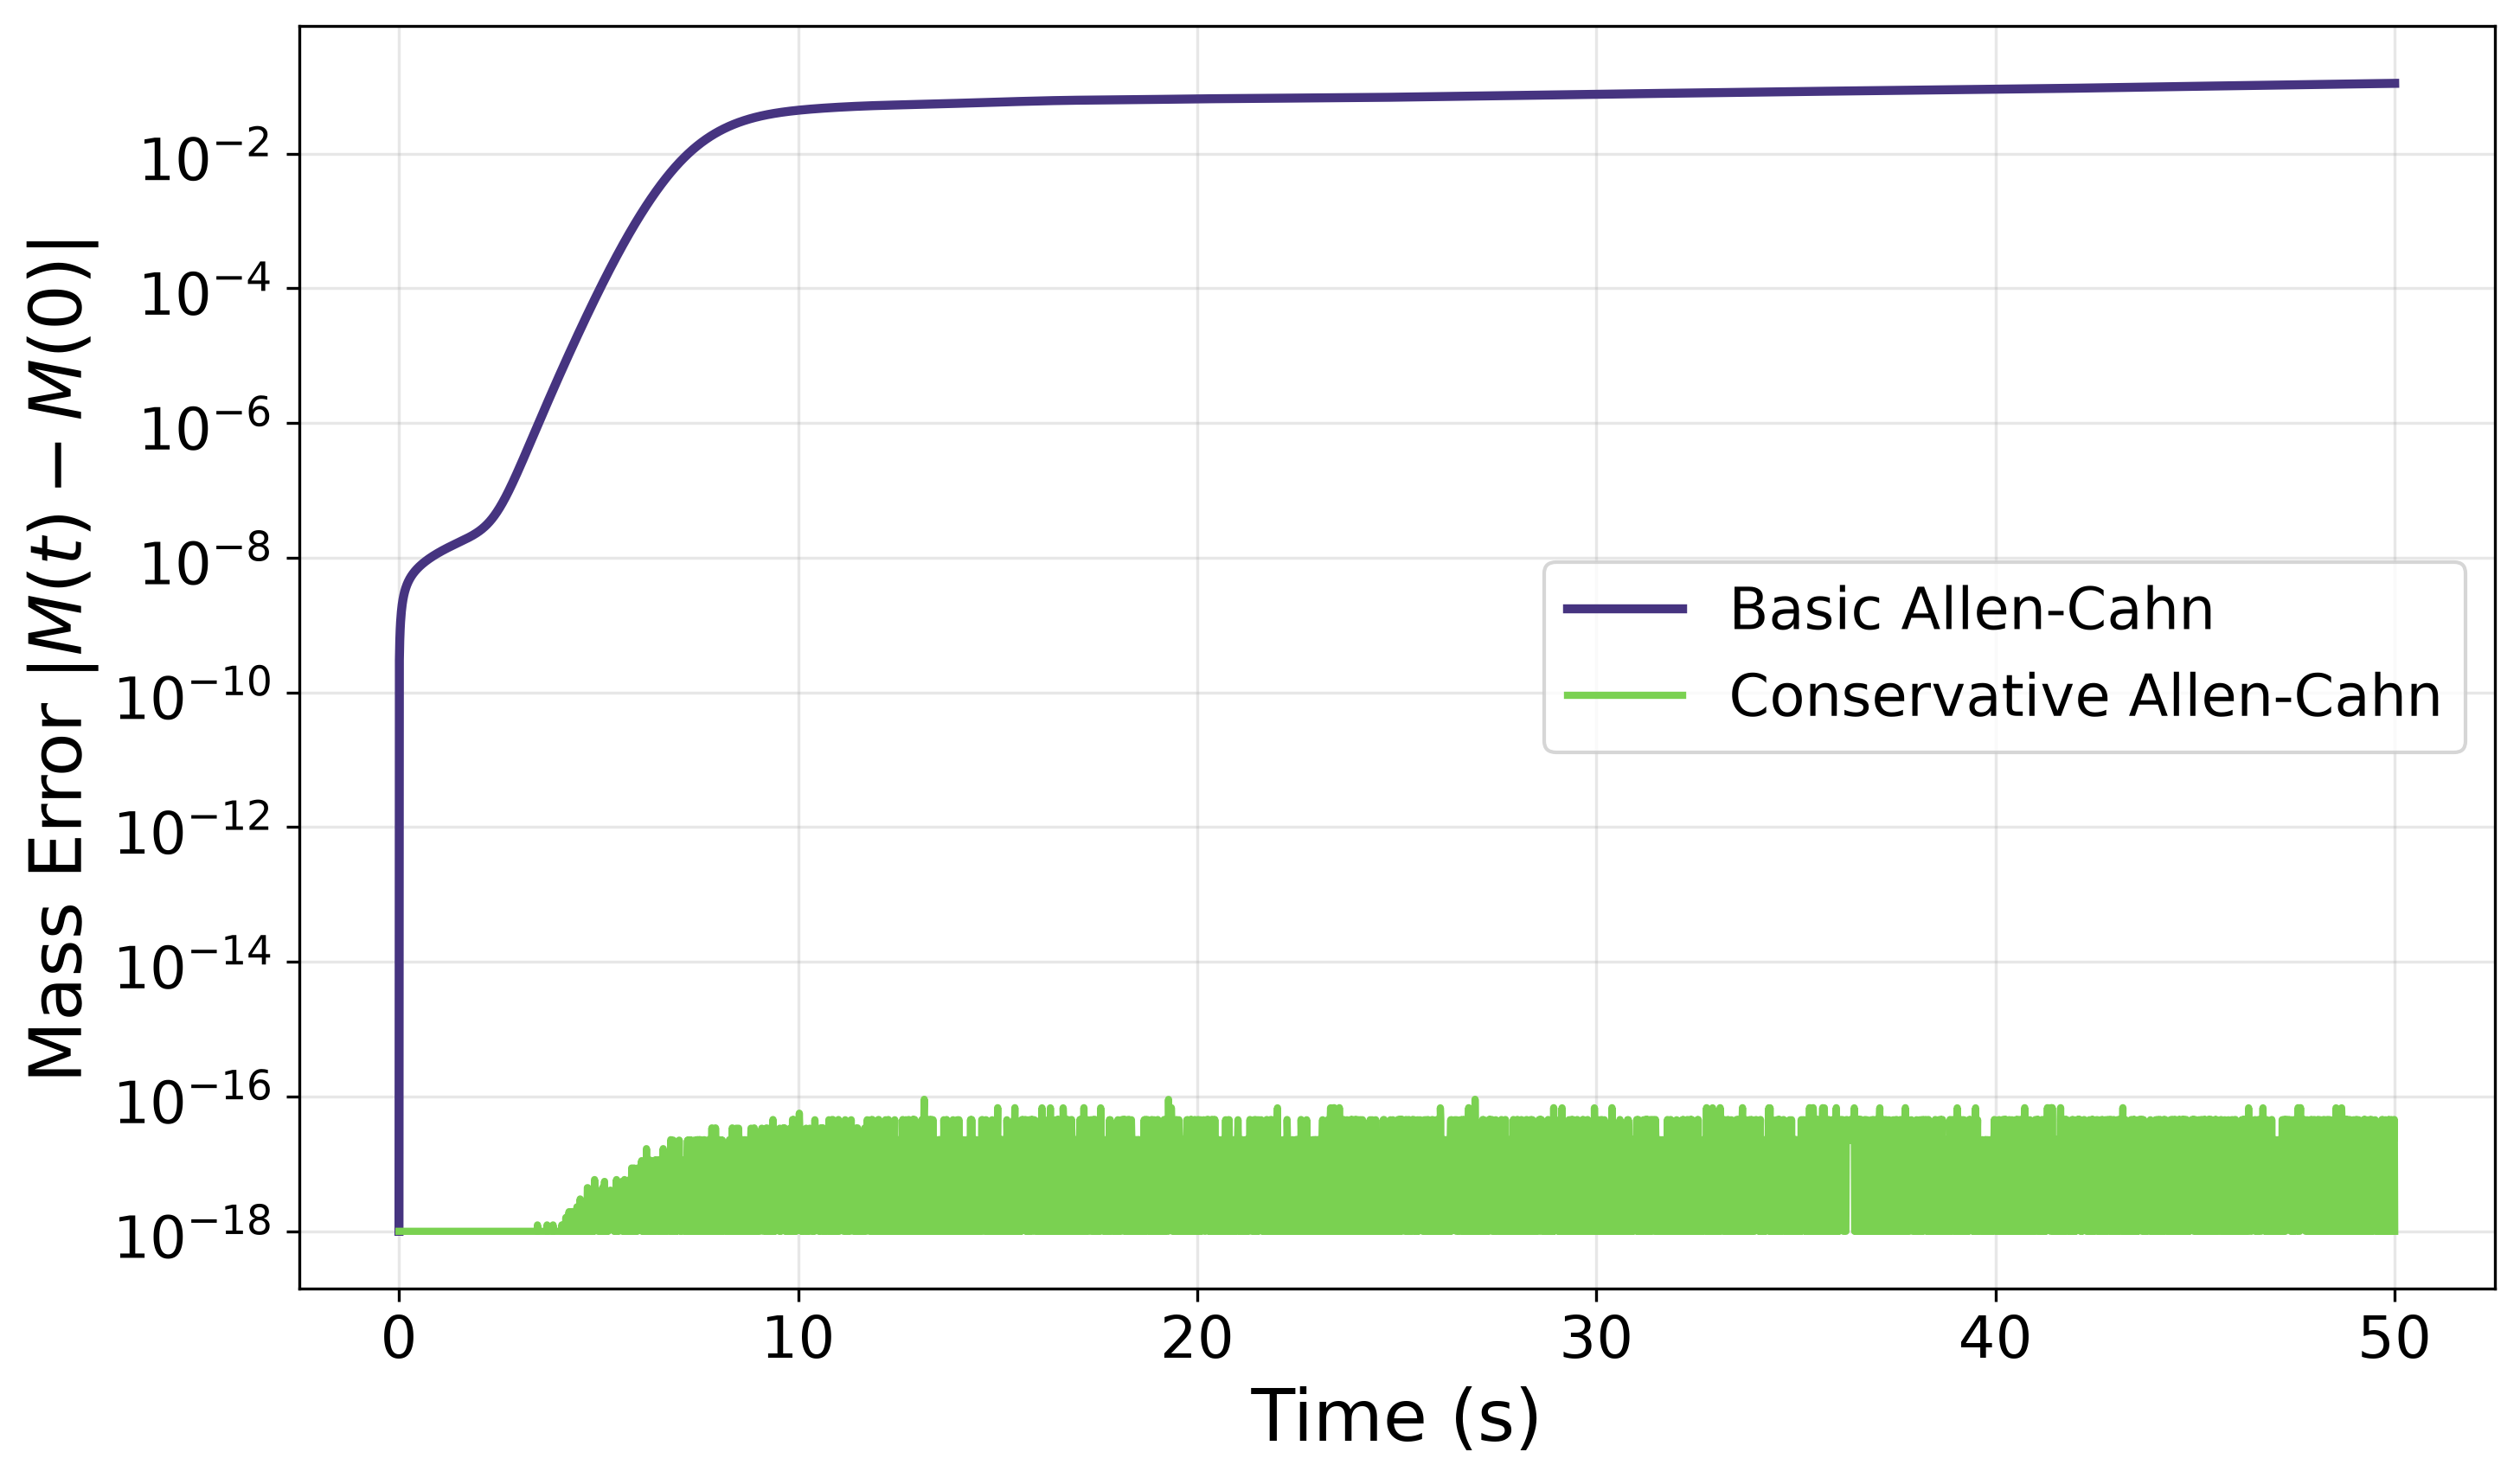 Mass Error |M(t) − M(0)|
10⁻²
10⁻⁴
10⁻⁶
10⁻⁸
10⁻¹⁰
10⁻¹²
10⁻¹⁴
10⁻¹⁶
10⁻¹⁸
Basic Allen-Cahn
Conservative Allen-Cahn
0 10 20 30 40 50
Time (s)